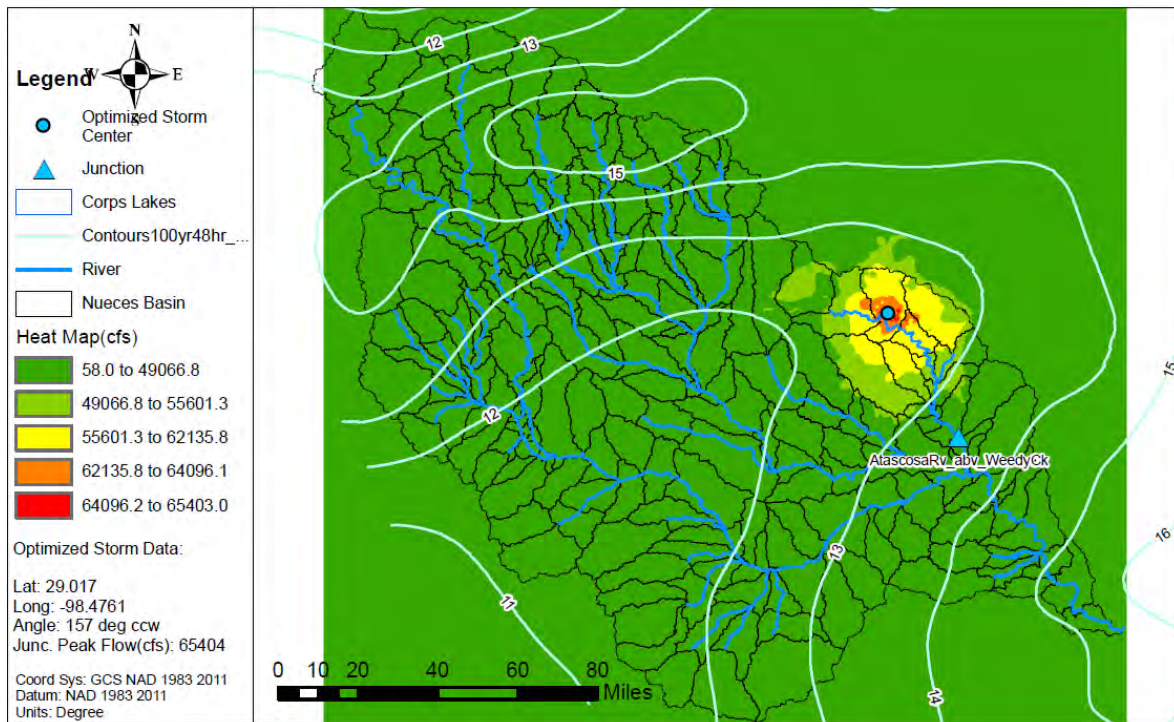 N
W
E
S
Legend
Optimized Storm
Center
Junction
Corps Lakes
Contours100yr48hr_...
River
Nueces Basin
Heat Map(cfs)
58.0 to 49066.8
49066.8 to 55601.3
55601.3 to 62135.8
62135.8 to 64096.1
64096.2 to 65403.0
Optimized Storm Data:
Lat: 29.017
Long: -98.4761
Angle: 157 deg ccw
Junc. Peak Flow(cfs): 65404
Coord Sys: GCS NAD 1983 2011
Datum: NAD 1983 2011
Units: Degree
12
13
15
15
12
AtascosaRv_abv_WeedyCk
16
13
11
14
0 10 20 40 60 80
Miles